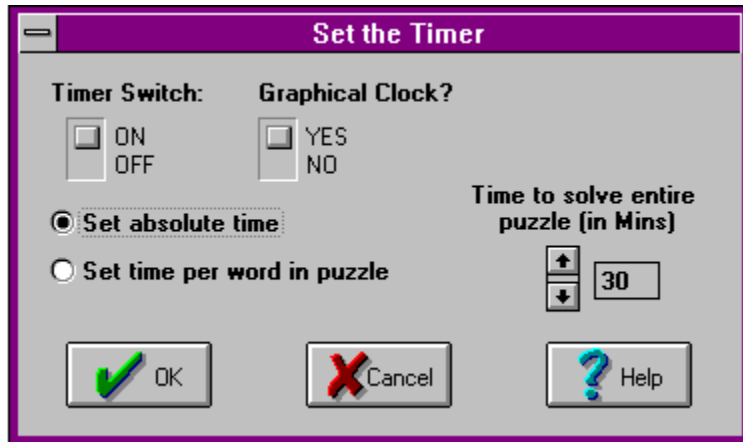 Set the Timer
Timer Switch:
Graphical Clock?
ON
OFF
YES
NO
Set absolute time
Set time per word in puzzle
Time to solve entire
puzzle (in Mins)
30
OK
Cancel
Help